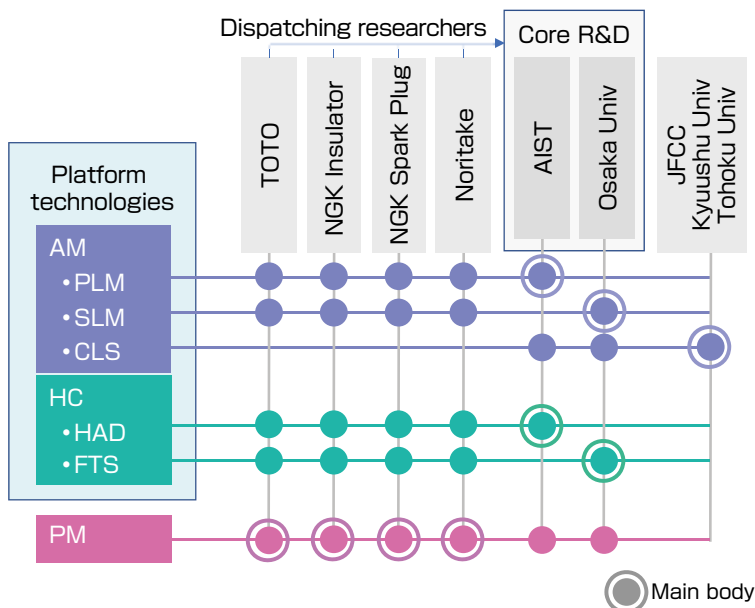 Dispatching researchers
Core R&D
TOTO
NGK Insulator
NGK Spark Plug
Noritake
AIST
Osaka Univ
JFCC
Kyuushu Univ
Tohoku Univ
Platform
technologies
AM
•PLM
•SLM
•CLS
HC
•HAD
•FTS
PM
Main body